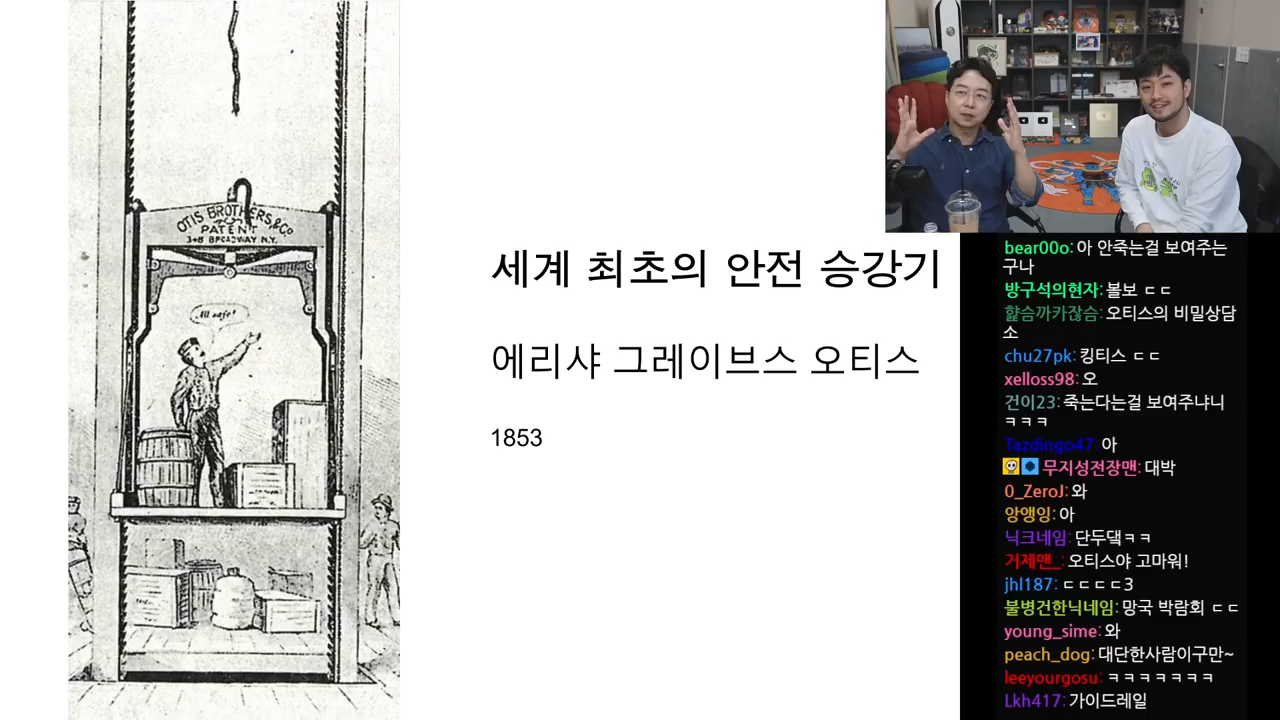 OTIS BROTHERS,&Co
PATENT
348 BROADWAY N.Y.
All safe!
세계 최초의 안전 승강기
에리샤 그레이브스 오티스
1853
bear00o: 아 안죽는걸 보여주는
구나
방구석의현자: 볼보 ㄷㄷ
햝슴까카잖슴: 오티스의 비밀상담
소
chu27pk: 킹티스 ㄷㄷ
xelloss98: 오
건이23: 죽는다는걸 보여주냐니
ㅋㅋㅋ
Tazdingo47: 아
무지성전장맨: 대박
0_ZeroJ: 와
앙앵잉: 아
닉크네임: 단두댘ㅋㅋ
거제맨_: 오티스야 고마워!
jhl187: ㄷㄷㄷㄷ3
불병건한닉네임: 망국 박람회 ㄷㄷ
young_sime: 와
peach_dog: 대단한사람이구만~
leeyourgosu: ㅋㅋㅋㅋㅋㅋㅋ
Lkh417: 가이드레일